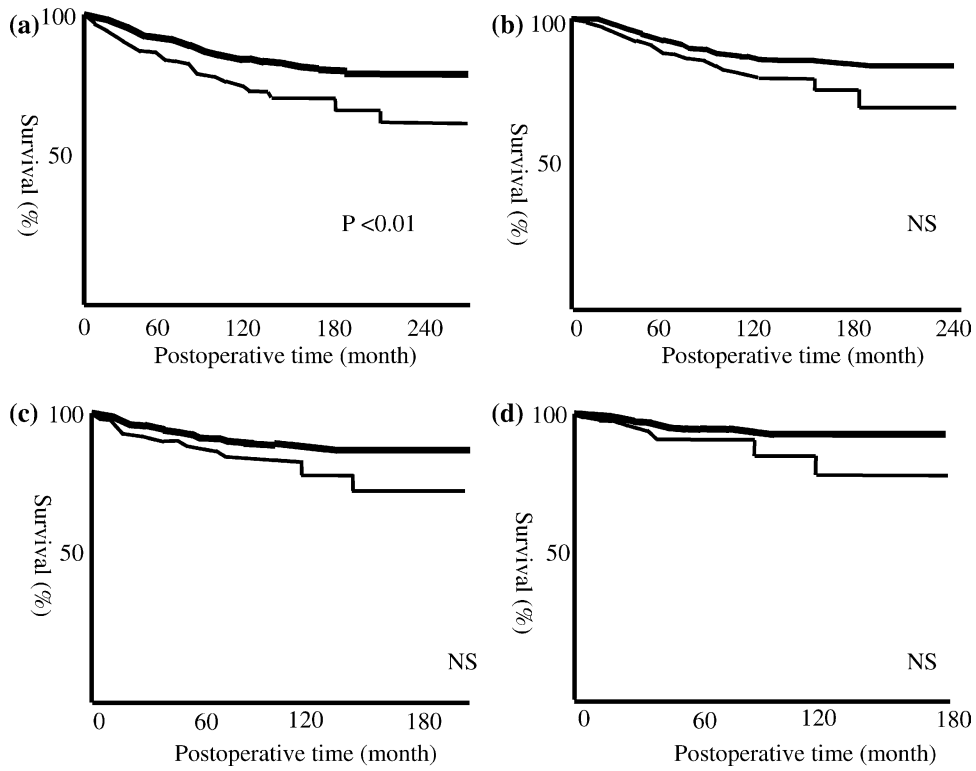 (a) 100
50
Survival (%)
P <0.01
0 60 120 180 240
Postoperative time (month)
(b) 100
50
Survival (%)
NS
0 60 120 180 240
Postoperative time (month)
(c) 100
50
Survival (%)
NS
0 60 120 180
Postoperative time (month)
(d) 100
50
Survival (%)
NS
0 60 120 180
Postoperative time (month)